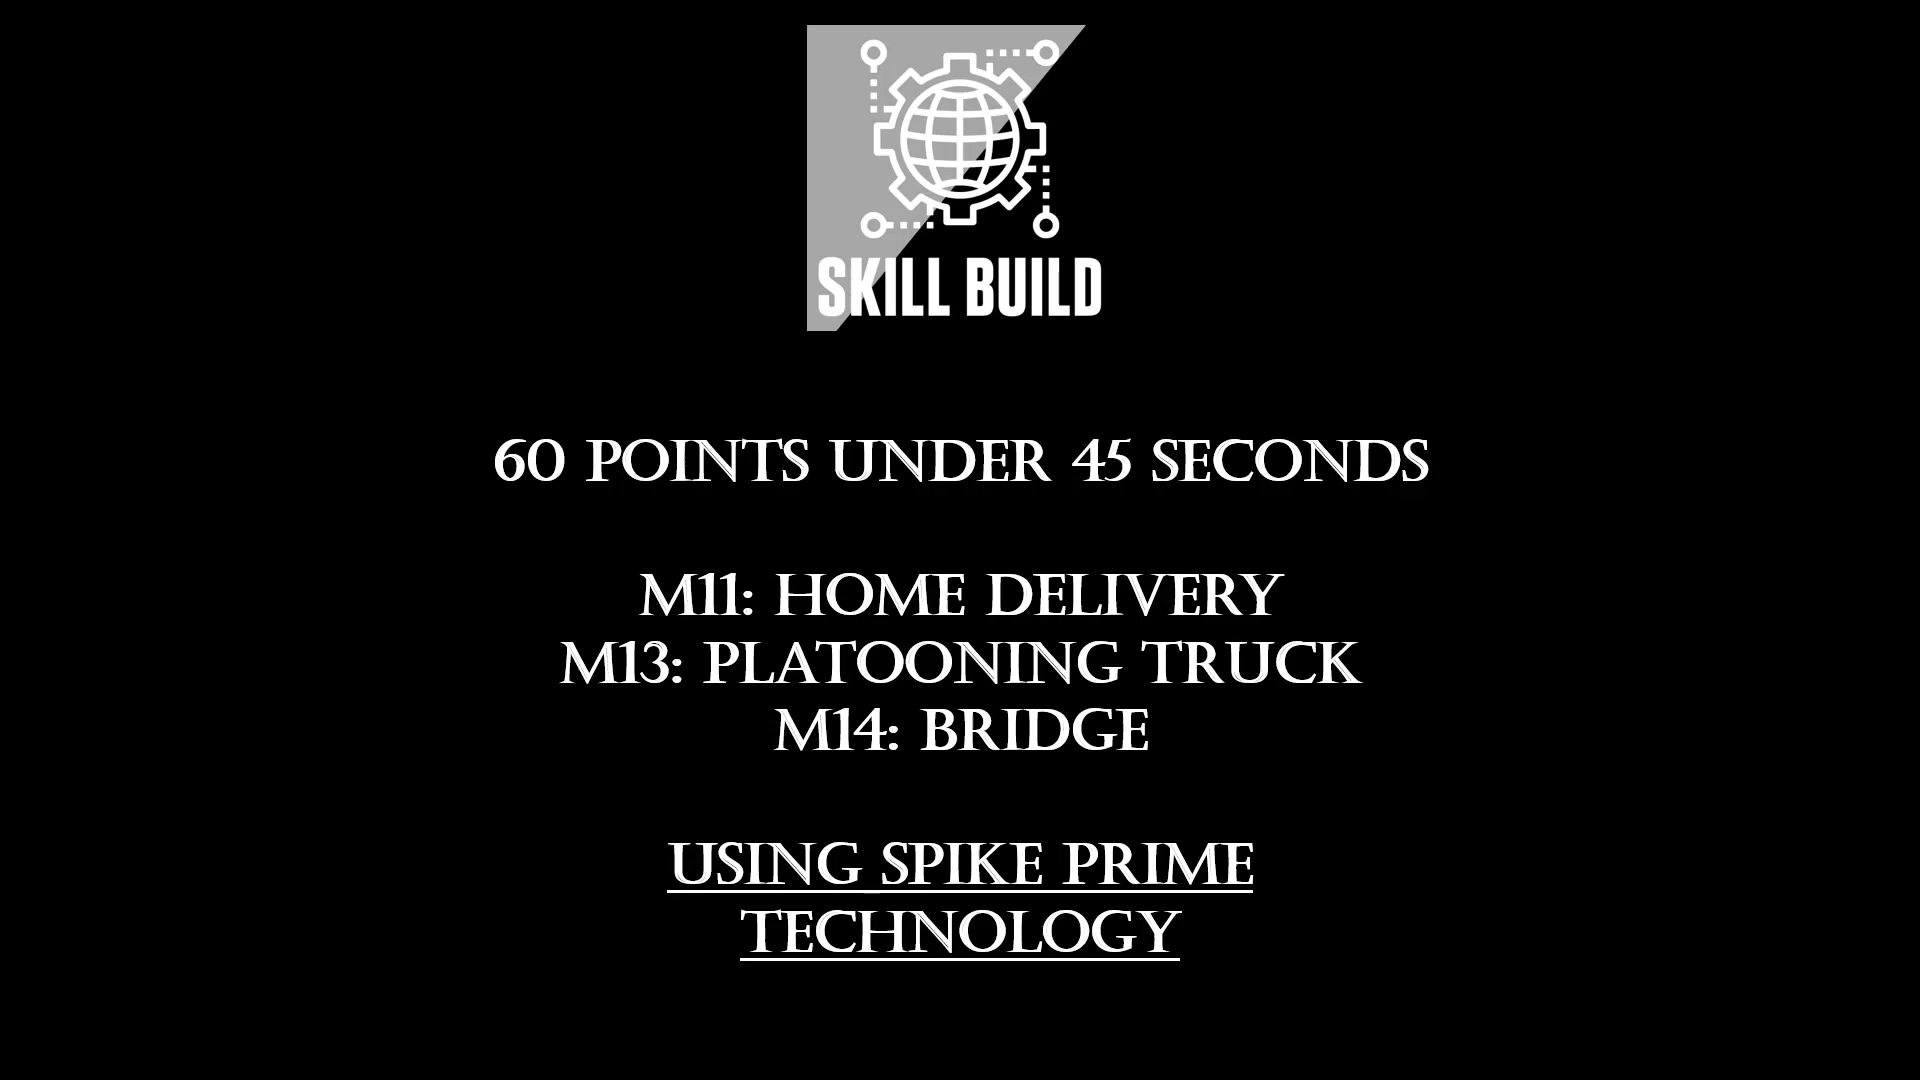 SKILL BUILD
60 POINTS UNDER 45 SECONDS
M11: HOME DELIVERY
M13: PLATOONING TRUCK
M14: BRIDGE
USING SPIKE PRIME
TECHNOLOGY